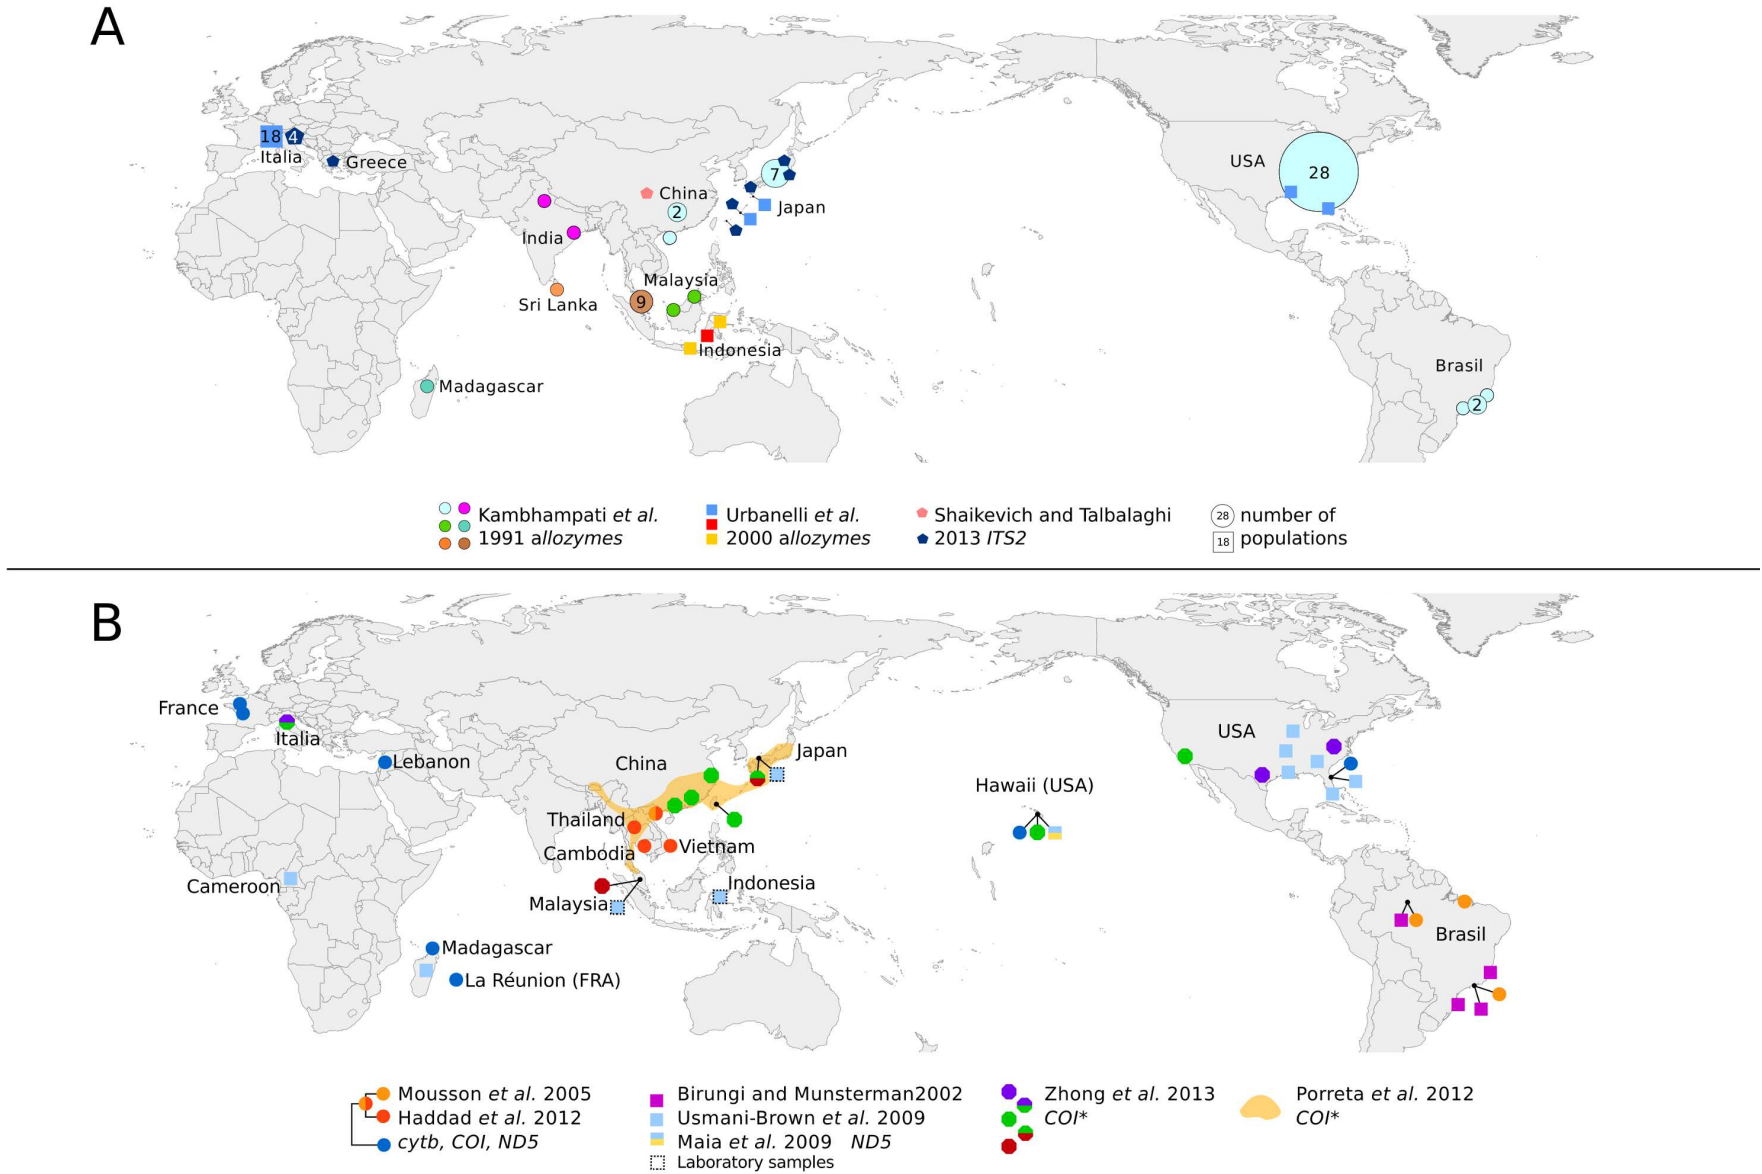 A
18
4
Italia
Greece
7
USA
28
China
2
Japan
India
Malaysia
9
Sri Lanka
Indonesia
Brasil
2
Madagascar
Kambhampati et al.
1991 allozymes
Urbanelli et al.
2000 allozymes
Shaikevich and Talbalaghi
2013 ITS2
28 number of
18 populations
B
France
Italia
Lebanon
China
Japan
USA
Hawaii (USA)
Thailand
Cambodia
Vietnam
Cameroon
Indonesia
Malaysia
Brasil
Madagascar
La Réunion (FRA)
Mousson et al. 2005
Haddad et al. 2012
cytb, COI, ND5
Birungi and Munsterman2002
Usmani-Brown et al. 2009
Maia et al. 2009 ND5
Laboratory samples
Zhong et al. 2013
COI*
Porreta et al. 2012
COI*